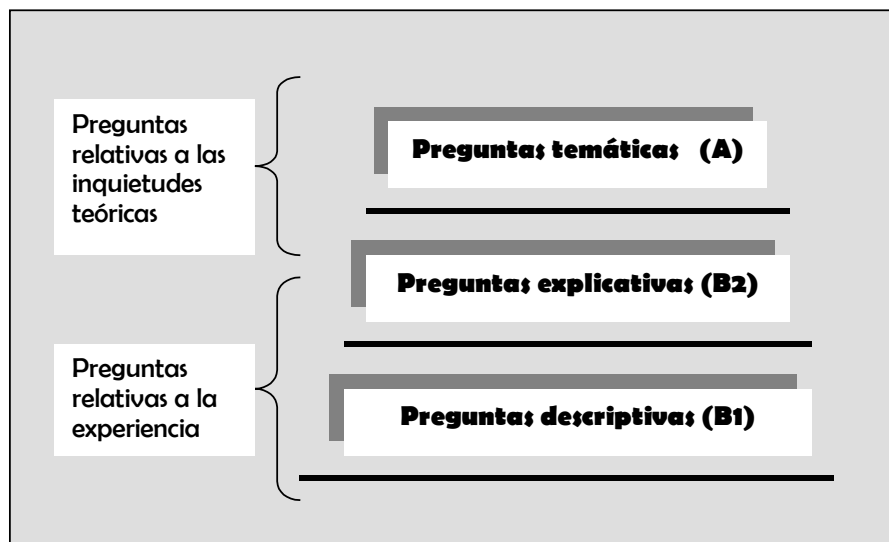 Preguntas
relativas a las
inquietudes
teóricas
Preguntas temáticas (A)
Preguntas explicativas (B2)
Preguntas relativas a la
experiencia
Preguntas descriptivas (B1)